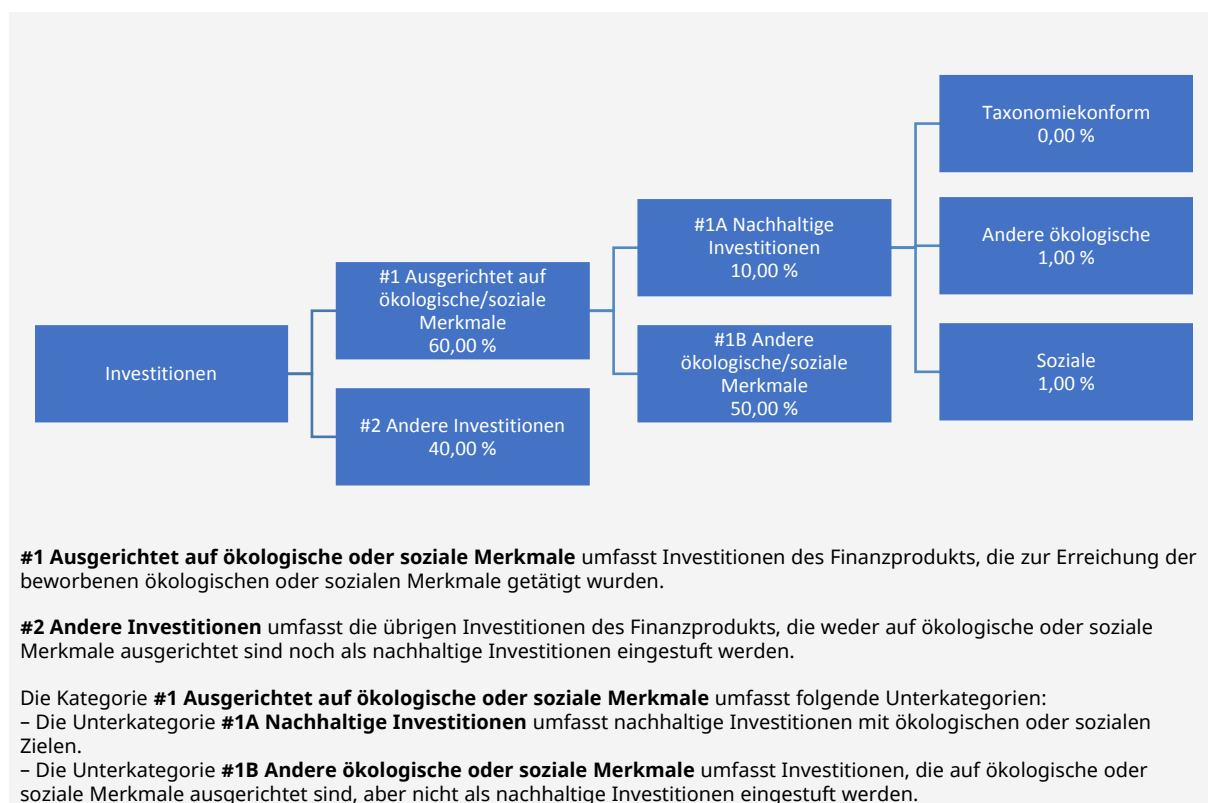 Investitionen
#1 Ausgerichtet auf
ökologische/soziale
Merkmale
60,00 %
#2 Andere Investitionen
40,00 %
#1A Nachhaltige
Investitionen
10,00 %
#1B Andere
ökologische/soziale
Merkmale
50,00 %
Taxonomiekonform
0,00 %
Andere ökologische
1,00 %
Soziale
1,00 %
#1 Ausgerichtet auf ökologische oder soziale Merkmale umfasst Investitionen des Finanzprodukts, die zur Erreichung der
beworbenen ökologischen oder sozialen Merkmale getätigt wurden.
#2 Andere Investitionen umfasst die übrigen Investitionen des Finanzprodukts, die weder auf ökologische oder soziale
Merkmale ausgerichtet sind noch als nachhaltige Investitionen eingestuft werden.
Die Kategorie #1 Ausgerichtet auf ökologische oder soziale Merkmale umfasst folgende Unterkategorien:
– Die Unterkategorie #1A Nachhaltige Investitionen umfasst nachhaltige Investitionen mit ökologischen oder sozialen
Zielen.
– Die Unterkategorie #1B Andere ökologische oder soziale Merkmale umfasst Investitionen, die auf ökologische oder
soziale Merkmale ausgerichtet sind, aber nicht als nachhaltige Investitionen eingestuft werden.